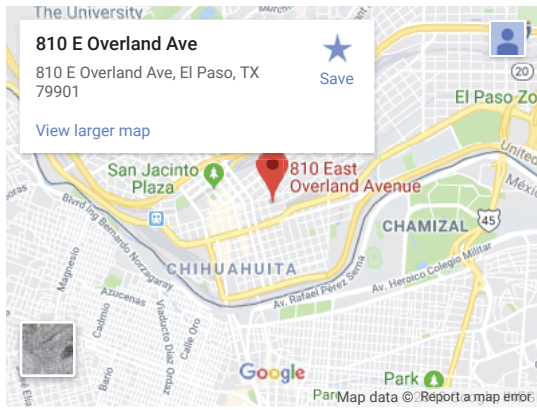 The University
810 E Overland Ave
810 E Overland Ave, El Paso, TX
79901
Save
View larger map
20
El Paso Zo
San Jacinto
Plaza
810 East
Overland Avenue
United
Mexic
45
CHAMIZAL
Blvrd.Ing Bernardo Norzagaray
CHIHUAHUITA
Av. Heroico Colegio Militar
Av. Rafael Pérez Serna
Magnesio
Azucenas
Cadmio
Viaducto Díaz Ordaz
Calle Oro
Bario
Google
Park
Map data ©
Report a map error